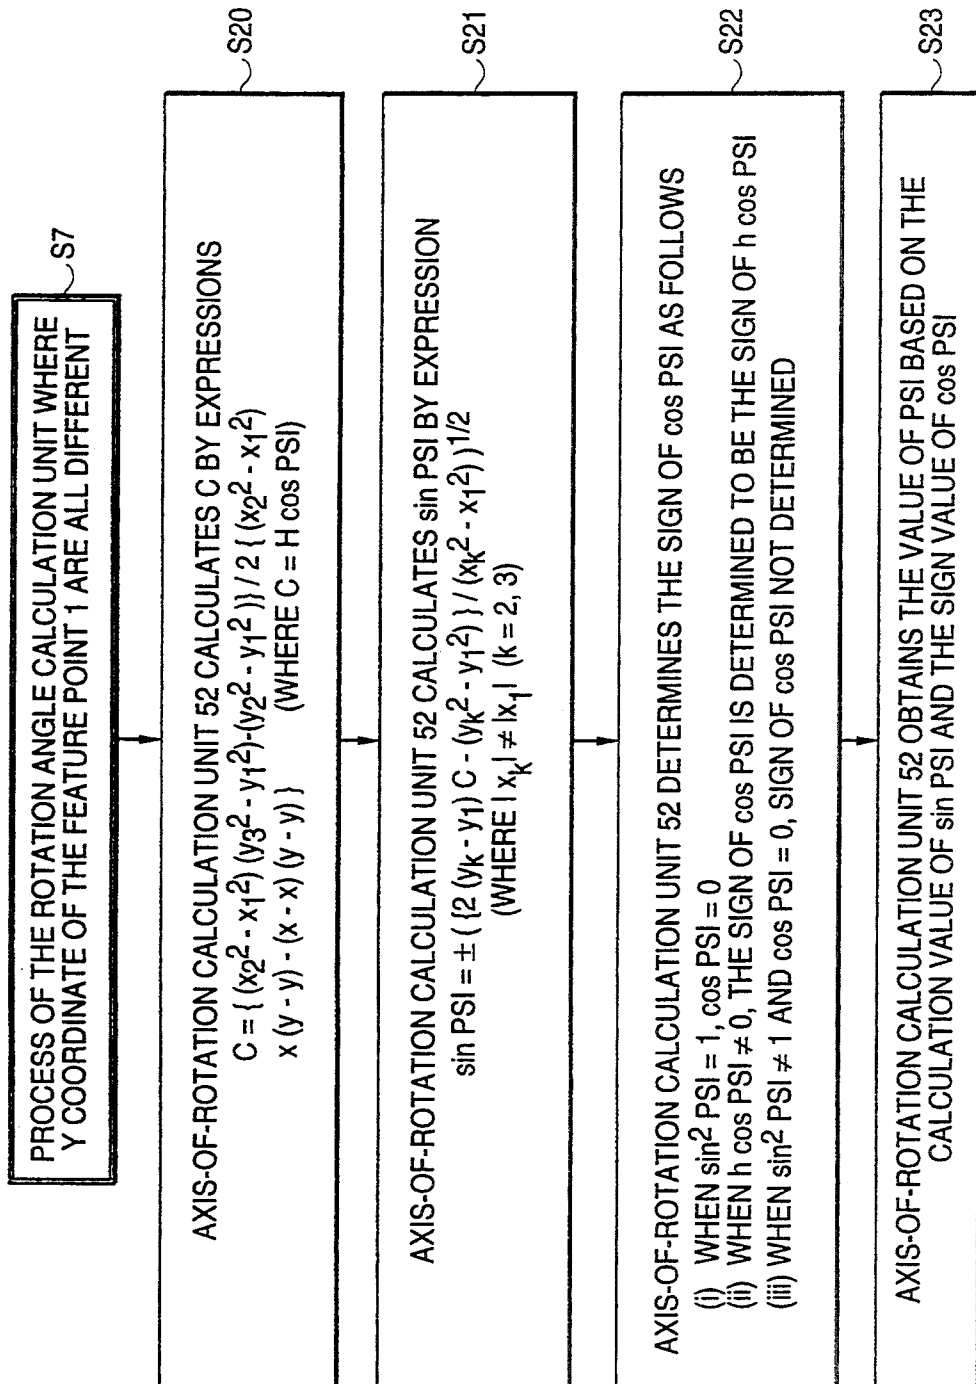 PROCESS OF THE ROTATION ANGLE CALCULATION UNIT WHERE
Y COORDINATE OF THE FEATURE POINT 1 ARE ALL DIFFERENT
S7
AXIS-OF-ROTATION CALCULATION UNIT 52 CALCULATES C BY EXPRESSIONS
C = { (x₂² - x₁²) (y₃² - y₁²)-(y₂² - y₁² )} / 2 { (x₂² - x₁²)
x (y - y) - (x - x) (y - y) } (WHERE C = H cos PSI)
S20
AXIS-OF-ROTATION CALCULATION UNIT 52 CALCULATES sin PSI BY EXPRESSION
sin PSI = ± ( {2 (yₖ - y₁) C - (yₖ² - y₁²) } / (xₖ² - x₁²) )^1/2
(WHERE | xₖ| ≠ |x₁| (k = 2, 3)
S21
AXIS-OF-ROTATION CALCULATION UNIT 52 DETERMINES THE SIGN OF cos PSI AS FOLLOWS
(i) WHEN sin² PSI = 1, cos PSI = 0
(ii) WHEN h cos PSI ≠ 0, THE SIGN OF cos PSI IS DETERMINED TO BE THE SIGN OF h cos PSI
(iii) WHEN sin² PSI ≠ 1 AND cos PSI = 0, SIGN OF cos PSI NOT DETERMINED
S22
AXIS-OF-ROTATION CALCULATION UNIT 52 OBTAINS THE VALUE OF PSI BASED ON THE
CALCULATION VALUE OF sin PSI AND THE SIGN VALUE OF cos PSI
S23